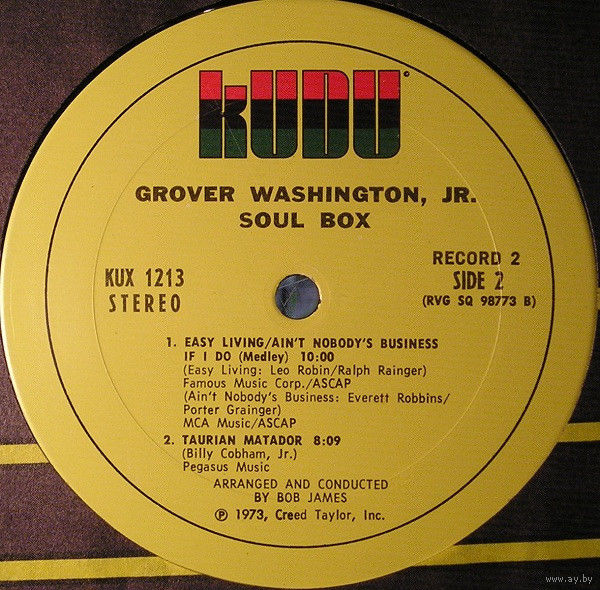 KUDU
GROVER WASHINGTON, JR.
SOUL BOX
KUX 1213
STEREO
RECORD 2
SIDE 2
(RVG SQ 98773 B)
1. EASY LIVING/AIN'T NOBODY'S BUSINESS
IF I DO (Medley) 10:00
(Easy Living: Leo Robin/Ralph Rainger)
Famous Music Corp./ASCAP
(Ain't Nobody's Business: Everett Robbins/
Porter Grainger)
MCA Music/ASCAP
2. TAURIAN MATADOR 8:09
(Billy Cobham, Jr.)
Pegasus Music
ARRANGED AND CONDUCTED
BY BOB JAMES
℗ 1973, Creed Taylor, Inc.
www.ay.by